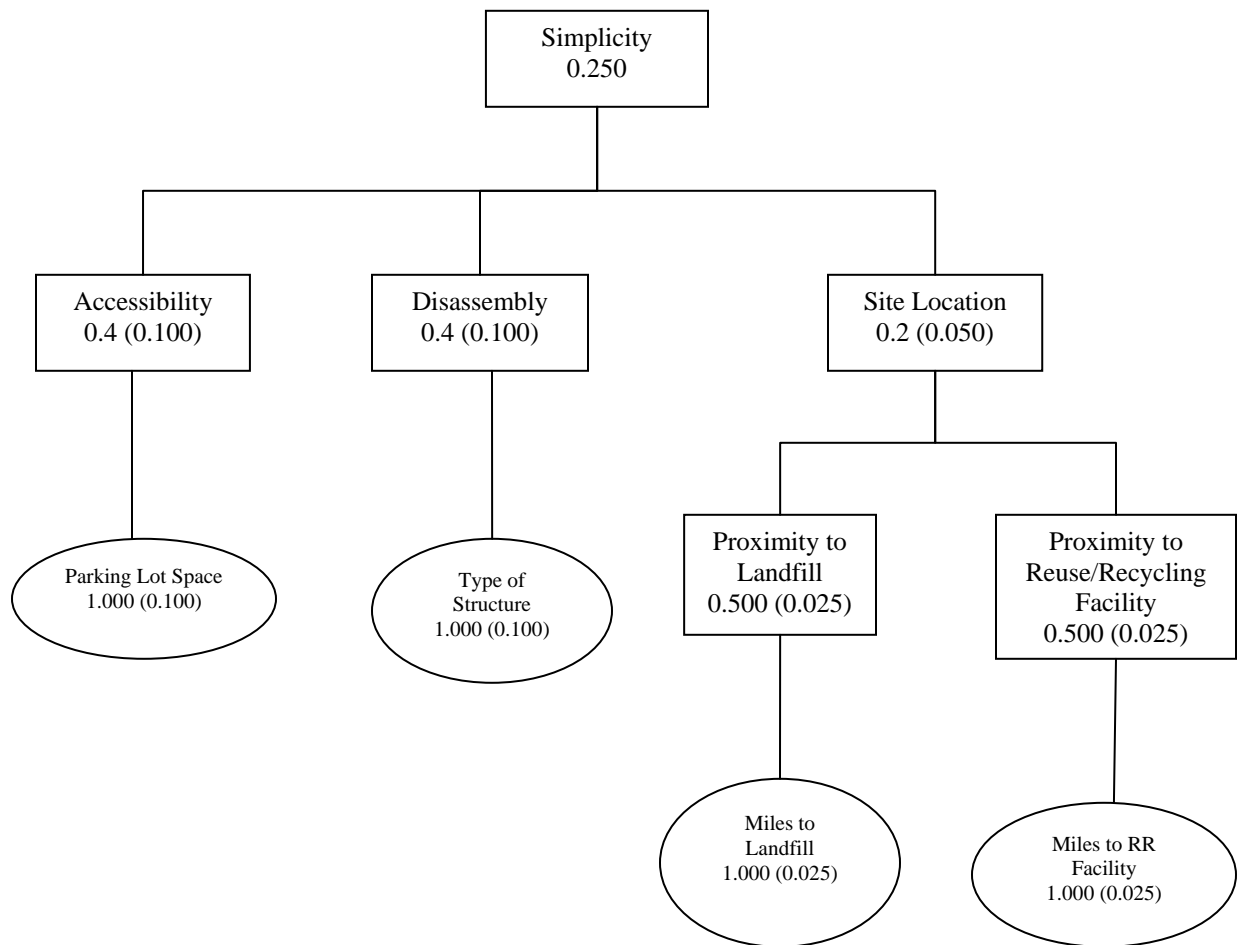 Simplicity
0.250
Accessibility
0.4 (0.100)
Disassembly
0.4 (0.100)
Site Location
0.2 (0.050)
Parking Lot Space
1.000 (0.100)
Type of
Structure
1.000 (0.100)
Proximity to
Landfill
0.500 (0.025)
Proximity to
Reuse/Recycling
Facility
0.500 (0.025)
Miles to
Landfill
1.000 (0.025)
Miles to RR
Facility
1.000 (0.025)